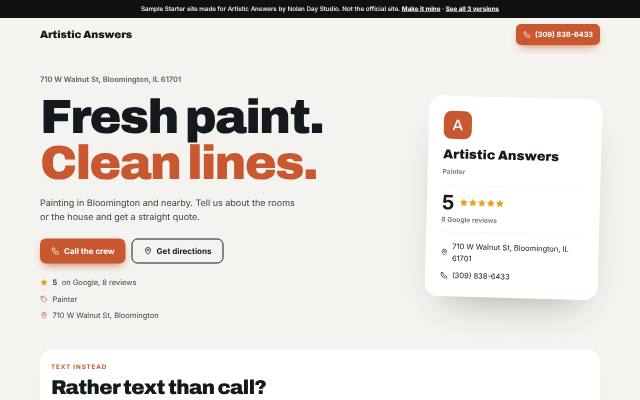 Sample Starter site made for Artistic Answers by Nolan Day Studio. Not the official site. Make it mine · See all 3 versions
Artistic Answers
(309) 838-6433
710 W Walnut St, Bloomington, IL 61701
Fresh paint.
Clean lines.
Painting in Bloomington and nearby. Tell us about the rooms
or the house and get a straight quote.
Call the crew
Get directions
5 on Google, 8 reviews
Painter
710 W Walnut St, Bloomington
A
Artistic Answers
Painter
5
8 Google reviews
710 W Walnut St, Bloomington, IL
61701
(309) 838-6433
TEXT INSTEAD
Rather text than call?